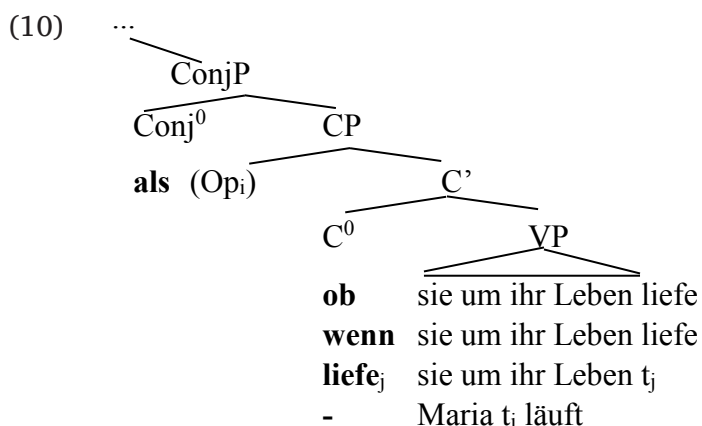 (10) ...
ConjP
Conj⁰ CP
als (Opᵢ) C’
C⁰ VP
ob sie um ihr Leben liefe
wenn sie um ihr Leben liefe
liefeⱼ sie um ihr Leben tⱼ
- Maria tᵢ läuft